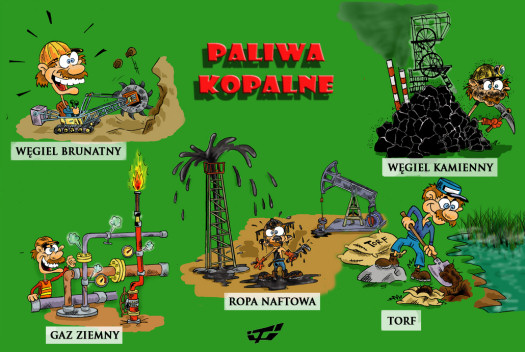 PALIWA
KOPALNE
WĘGIEL BRUNATNY
WĘGIEL KAMIENNY
TORF
ROPA NAFTOWA
GAZ ZIEMNY
TORF